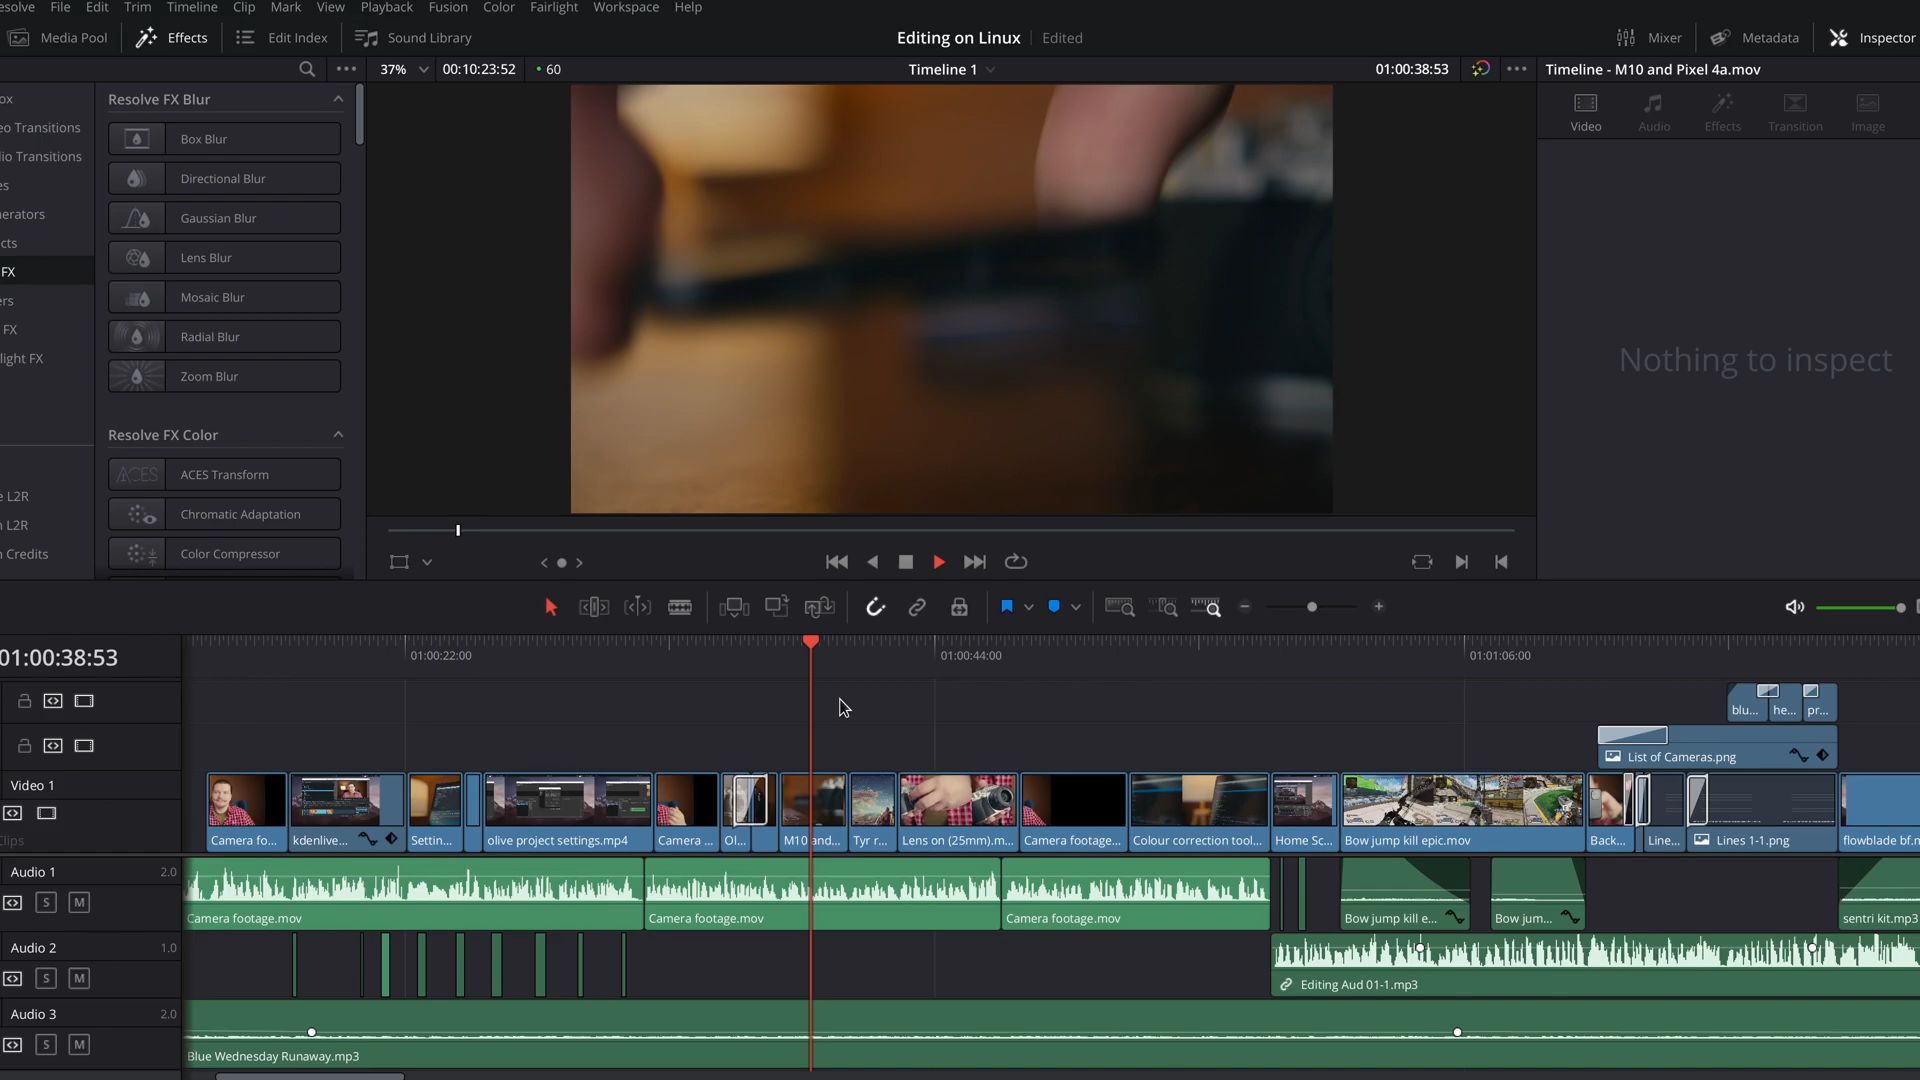 esolve File Edit Trim Timeline Clip Mark View Playback Fusion Color Fairlight Workspace Help
Media Pool Effects Edit Index Sound Library Editing on Linux Edited Mixer Metadata Inspector
37% 00:10:23:52 60 Timeline 1 01:00:38:53 Timeline - M10 and Pixel 4a.mov
ox
eo Transitions
io Transitions
es
nerators
cts
FX
ers
FX
light FX
e L2R
n L2R
n Credits
Resolve FX Blur
Box Blur
Directional Blur
Gaussian Blur
Lens Blur
Mosaic Blur
Radial Blur
Zoom Blur
Resolve FX Color
ACES ACES Transform
Chromatic Adaptation
Color Compressor
Video Audio Effects Transition Image
Nothing to inspect
01:00:38:53 01:00:22:00 01:00:44:00 01:01:06:00
blu... he... pr...
List of Cameras.png
Video 1
Clips
Camera fo... kdenlive... Settin... olive project settings.mp4 Camera ... Ol... M10 and... Tyr r... Lens on (25mm).m... Camera footage... Colour correction tool... Home Sc... Bow jump kill epic.mov Back... Line... Lines 1-1.png flowblade bf.n
Audio 1 2.0
S M
Camera footage.mov Camera footage.mov Camera footage.mov Bow jump kill e... Bow jum... sentri kit.mp3
Audio 2 1.0
S M
Editing Aud 01-1.mp3
Audio 3 2.0
S M
Blue Wednesday Runaway.mp3